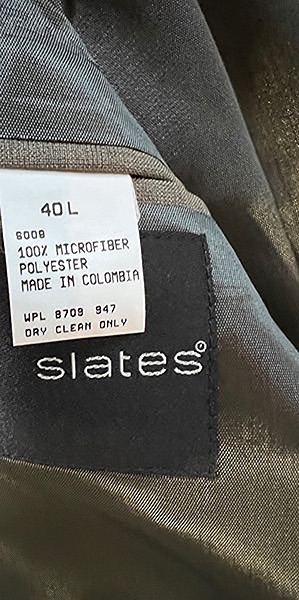 40L
6008
100% MICROFIBER
POLYESTER
MADE IN COLOMBIA
WPL 8709 947
DRY CLEAN ONLY
slates®